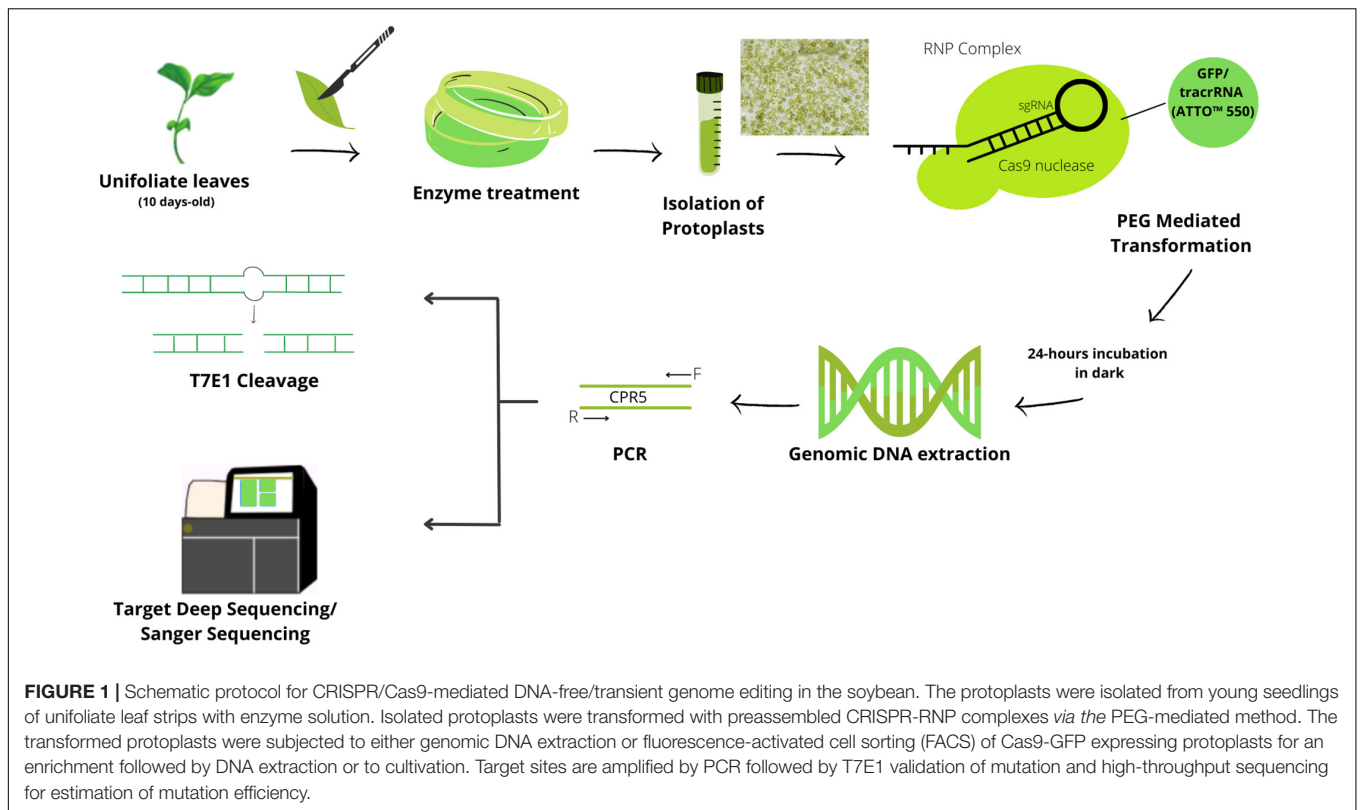 RNP Complex
GFP/
tracrRNA
(ATTO™ 550)
sgRNA
Cas9 nuclease
Unifoliate leaves
(10 days-old)
Enzyme treatment
Isolation of
Protoplasts
PEG Mediated
Transformation
24-hours incubation
in dark
Genomic DNA extraction
F
CPR5
R
PCR
T7E1 Cleavage
Target Deep Sequencing/
Sanger Sequencing
FIGURE 1 | Schematic protocol for CRISPR/Cas9-mediated DNA-free/transient genome editing in the soybean. The protoplasts were isolated from young seedlings
of unifoliate leaf strips with enzyme solution. Isolated protoplasts were transformed with preassembled CRISPR-RNP complexes via the PEG-mediated method. The
transformed protoplasts were subjected to either genomic DNA extraction or fluorescence-activated cell sorting (FACS) of Cas9-GFP expressing protoplasts for an
enrichment followed by DNA extraction or to cultivation. Target sites are amplified by PCR followed by T7E1 validation of mutation and high-throughput sequencing
for estimation of mutation efficiency.